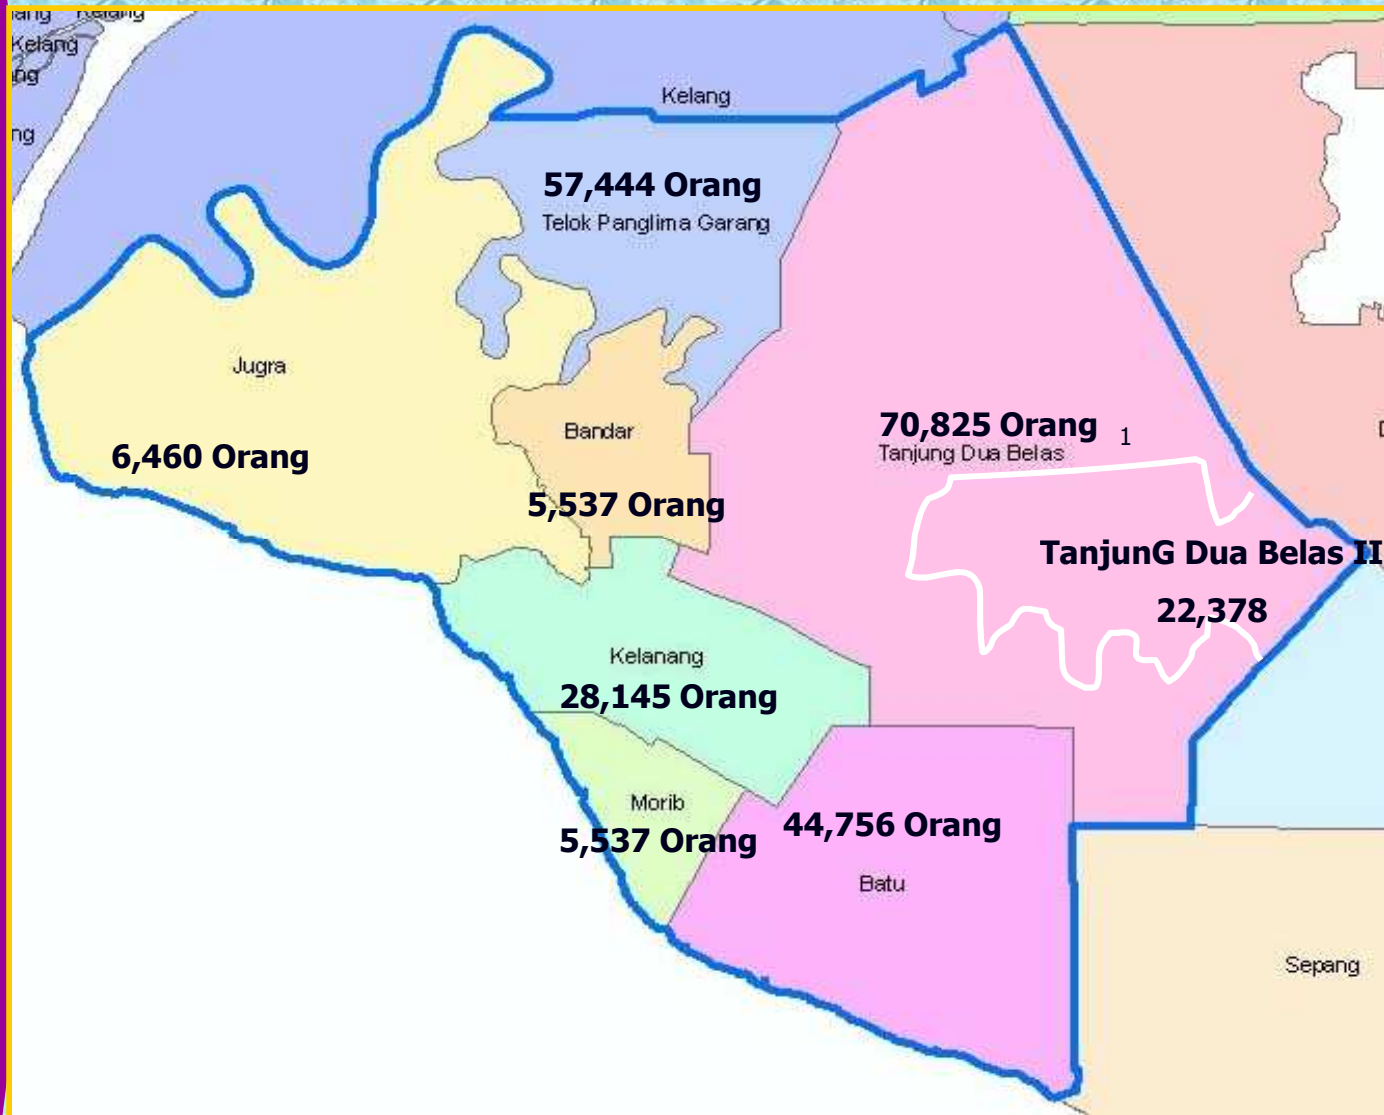 Kelang
Kelang
Kelang
57,444 Orang
Telok Panglima Garang
Jugra
6,460 Orang
Bandar
5,537 Orang
70,825 Orang 1
Tanjung Dua Belas
TanjunG Dua Belas II
22,378
Kelanang
28,145 Orang
Morib
5,537 Orang
44,756 Orang
Batu
Sepang